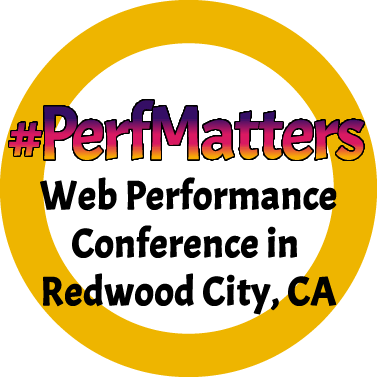 #PerfMatters
Web Performance
Conference in
Redwood City, CA